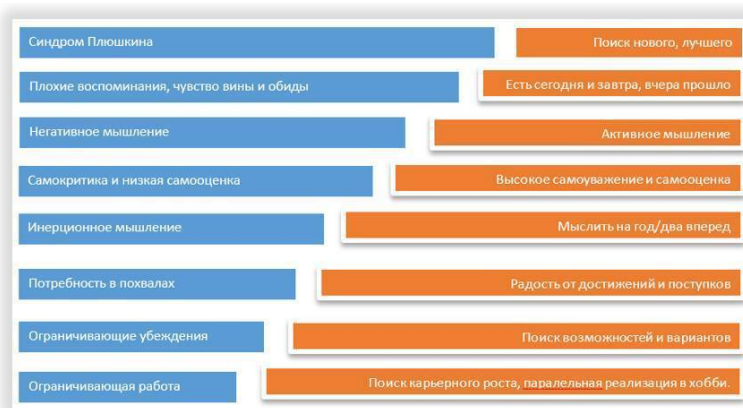 Синдром Плюшкина
Поиск нового, лучшего
Плохие воспоминания, чувство вины и обиды
Есть сегодня и завтра, вчера прошло
Негативное мышление
Активное мышление
Самокритика и низкая самооценка
Высокое самоуважение и самооценка
Инерционное мышление
Мыслить на год/два вперед
Потребность в похвалах
Радость от достижений и поступков
Ограничивающие убеждения
Поиск возможностей и вариантов
Ограничивающая работа
Поиск карьерного роста, паралельная реализация в хобби.